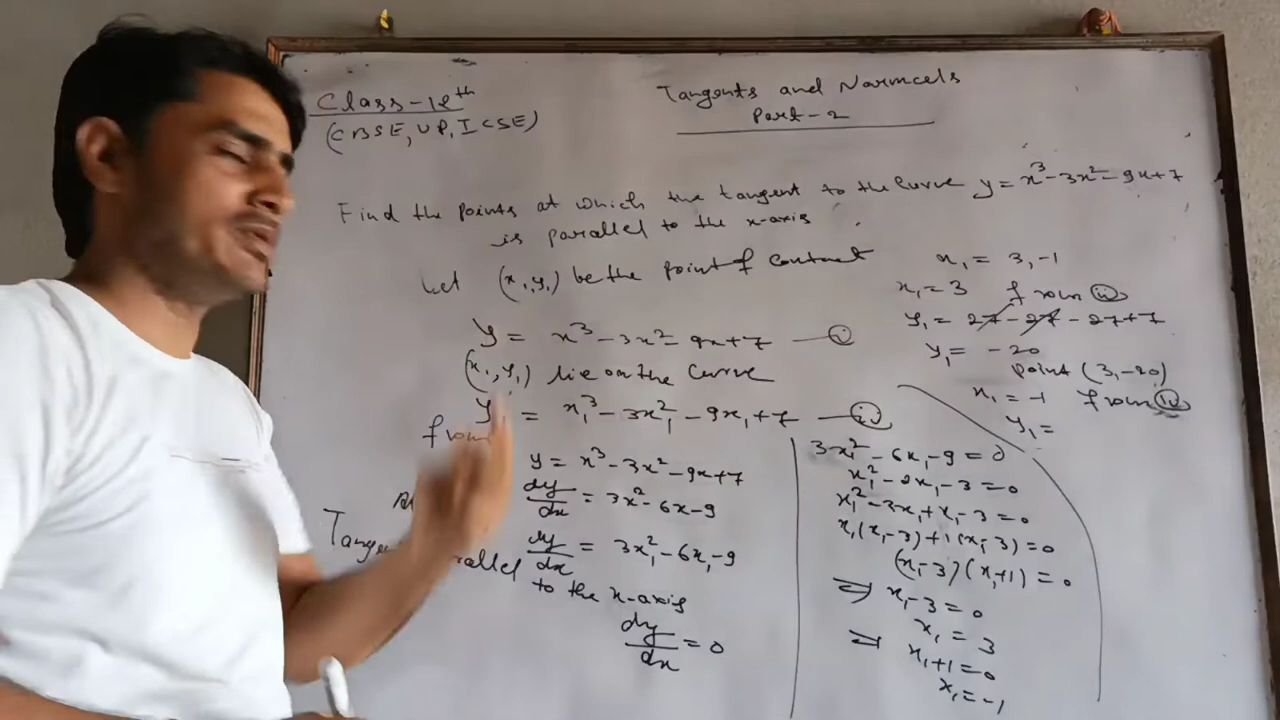 Class-12th
(CBSE, UP, ICSE)
Tangents and Normals
Part-2
Find the points at which the tangent to the curve y = x³-3x²-9x+7
is parallel to the x-axis
Let (x₁,y₁) be the point of contact
y = x³-3x²-9x+7 —(i)
(x₁,y₁) lie on the curve
y₁ = x₁³-3x₁²-9x₁+7 —(ii)
from
y = x³-3x²-9x+7
dy/dx = 3x²-6x-9
dy/dx = 3x₁²-6x₁-9
to the x-axis
dy/dx = 0
3x₁²-6x₁-9=0
x₁²-2x₁-3=0
x₁²-3x₁+x₁-3=0
x₁(x₁-3)+1(x₁-3)=0
(x₁-3)(x₁+1)=0
⇒ x₁-3=0
x₁=3
⇒ x₁+1=0
x₁=-1
x₁= 3,-1
x₁=3 from (ii)
y₁= 27-27-27+7
y₁= -20
point (3,-20)
x₁=-1 from (ii)
y₁=